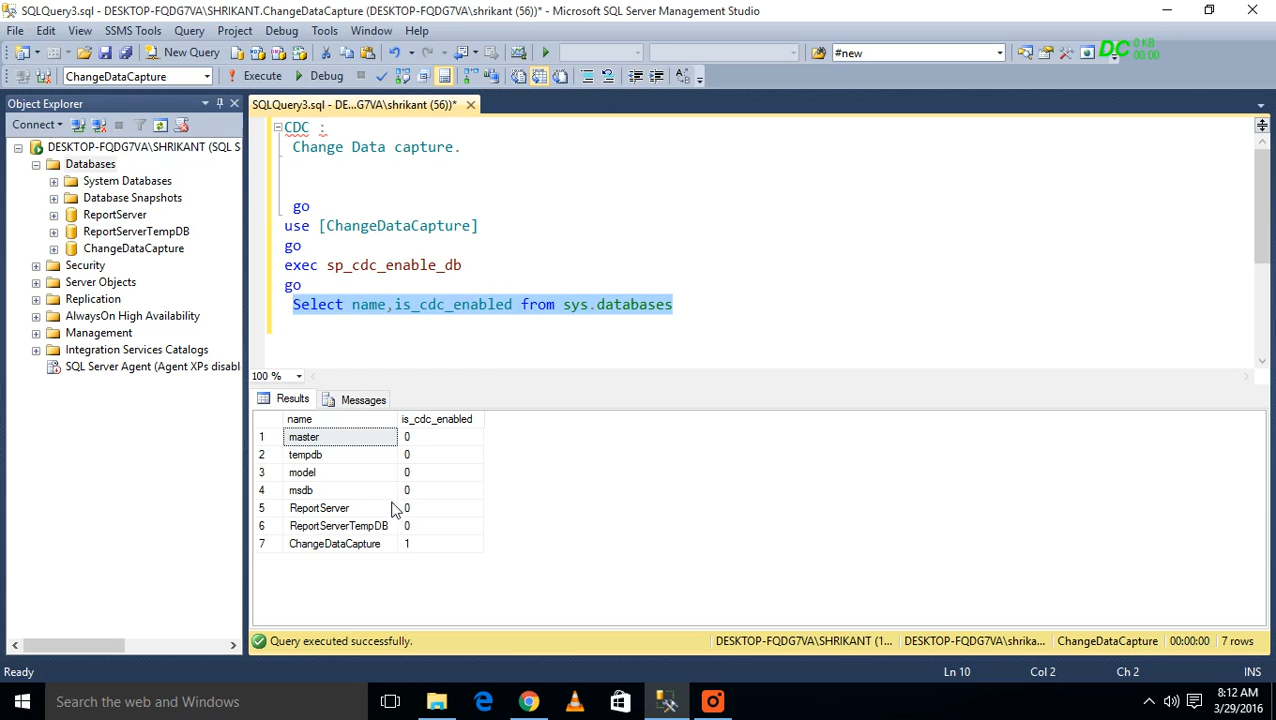 SQLQuery3.sql - DESKTOP-FQDG7VA\SHRIKANT.ChangeDataCapture (DESKTOP-FQDG7VA\shrikant (56))* - Microsoft SQL Server Management Studio
File Edit View SSMS Tools Query Project Debug Tools Window Help
New Query #new DC 0 KB
00:00
ChangeDataCapture Execute Debug
Object Explorer
SQLQuery3.sql - DE...G7VA\shrikant (56))*
Connect
DESKTOP-FQDG7VA\SHRIKANT (SQL S
Databases
System Databases
Database Snapshots
ReportServer
ReportServerTempDB
ChangeDataCapture
Security
Server Objects
Replication
AlwaysOn High Availability
Management
Integration Services Catalogs
SQL Server Agent (Agent XPs disabl
CDC :
Change Data capture.
go
use [ChangeDataCapture]
go
exec sp_cdc_enable_db
go
Select name,is_cdc_enabled from sys.databases
100 %
Results Messages
name is_cdc_enabled
1 master 0
2 tempdb 0
3 model 0
4 msdb 0
5 ReportServer 0
6 ReportServerTempDB 0
7 ChangeDataCapture 1
Query executed successfully. DESKTOP-FQDG7VA\SHRIKANT (1... DESKTOP-FQDG7VA\shrika... ChangeDataCapture 00:00:00 7 rows
Ready Ln 10 Col 2 Ch 2 INS
Search the web and Windows
8:12 AM
3/29/2016